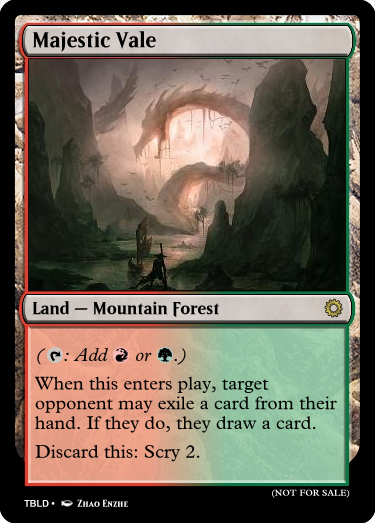 Majestic Vale
Land — Mountain Forest
( : Add or .)
When this enters play, target
opponent may exile a card from their
hand. If they do, they draw a card.
Discard this: Scry 2.
(NOT FOR SALE)
TBLD • Zhao Enzhe